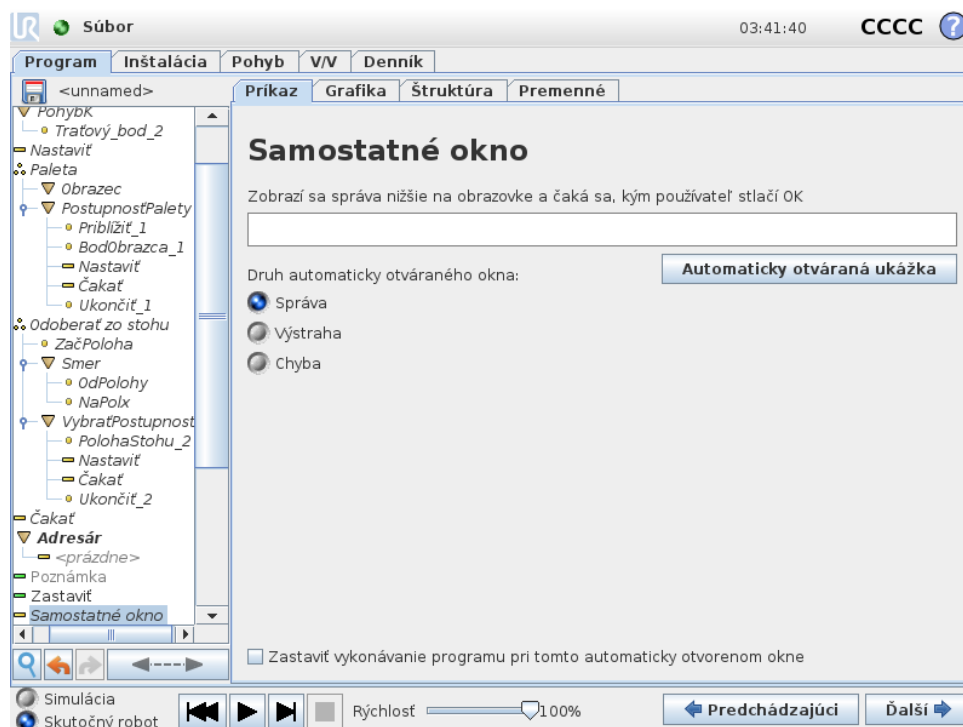 UR Súbor 03:41:40 CCCC ?
Program Inštalácia Pohyb V/V Denník
<unnamed> Príkaz Grafika Štruktúra Premenné
PohybK
Traťový_bod_2
Nastaviť
Paleta
Obrazec
PostupnosťPalety
Priblížiť_1
BodObrazca_1
Nastaviť
Čakať
Ukončiť_1
Odoberať zo stohu
ZačPoloha
Smer
OdPolohy
NaPolx
VybraťPostupnosť
PolohaStohu_2
Nastaviť
Čakať
Ukončiť_2
Čakať
Adresár
<prázdne>
Poznámka
Zastaviť
Samostatné okno
Samostatné okno
Zobrazí sa správa nižšie na obrazovke a čaká sa, kým používateľ stlačí OK
Automaticky otváraná ukážka
Druh automaticky otváraného okna:
Správa
Výstraha
Chyba
Zastaviť vykonávanie programu pri tomto automaticky otvorenom okne
Simulácia
Skutočný robot
Rýchlosť 100%
Predchádzajúci Ďalší